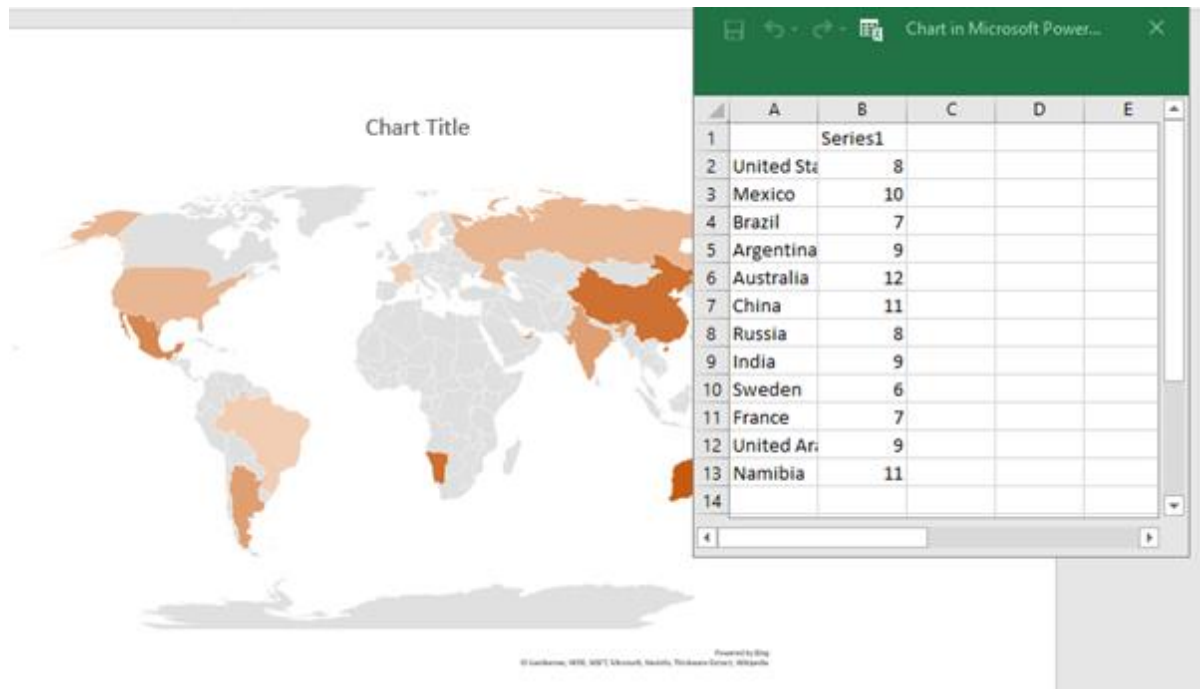 Chart in Microsoft Power...
Chart Title
A B C D E
1 Series1
2 United Sta 8
3 Mexico 10
4 Brazil 7
5 Argentina 9
6 Australia 12
7 China 11
8 Russia 8
9 India 9
10 Sweden 6
11 France 7
12 United Ara 9
13 Namibia 11
14
Powered by Bing